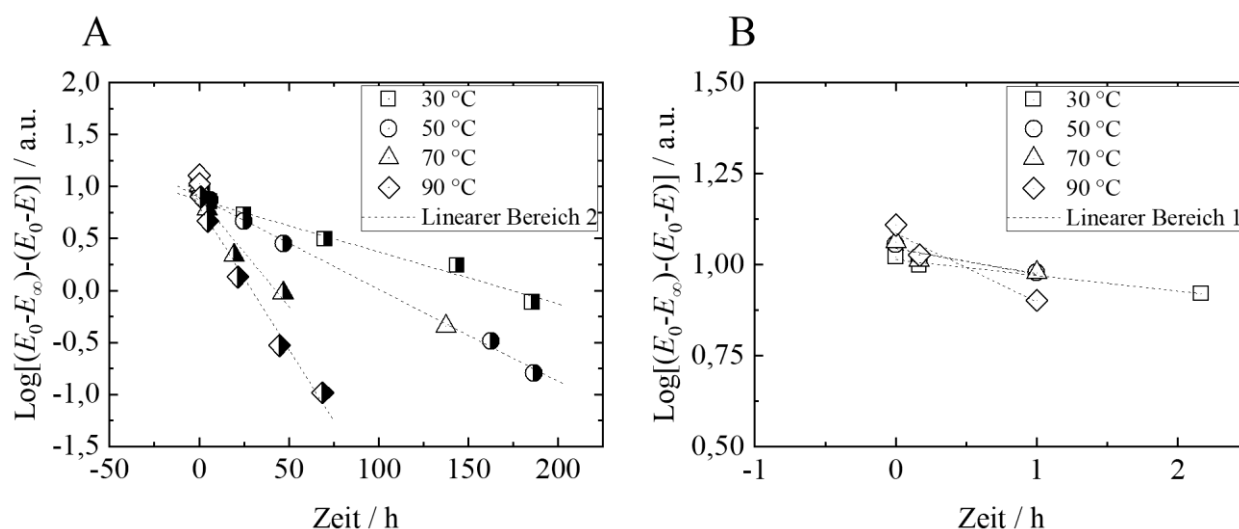 A
Log[(E₀-E∞)-(E₀-E)] / a.u.
2,0
1,5
1,0
0,5
0,0
-0,5
-1,0
-1,5
30 °C
50 °C
70 °C
90 °C
Linearer Bereich 2
-50 0 50 100 150 200
Zeit / h
B
Log[(E₀-E∞)-(E₀-E)] / a.u.
1,50
1,25
1,00
0,75
0,50
30 °C
50 °C
70 °C
90 °C
Linearer Bereich 1
-1 0 1 2
Zeit / h